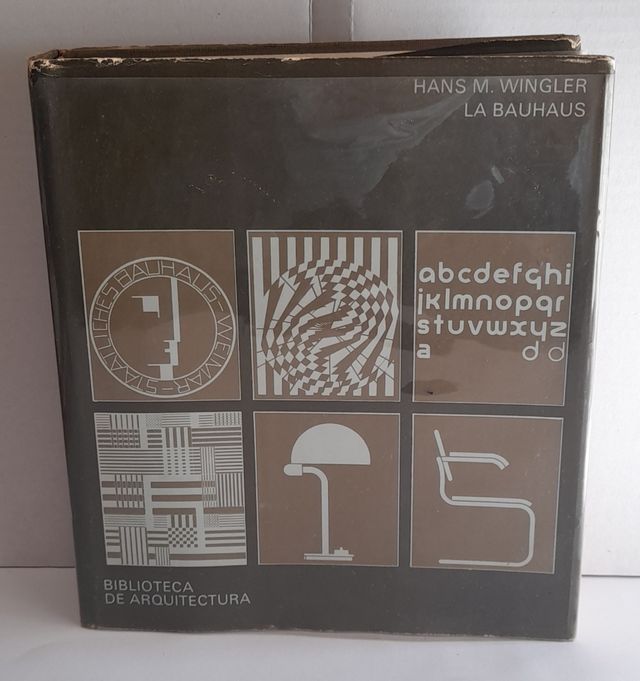 HANS M. WINGLER
LA BAUHAUS
STAATLICHES BAUHAUS–WEIMAR–
abcdefghi
jklmnopqr
stuvwxyz
a dd
BIBLIOTECA
DE ARQUITECTURA